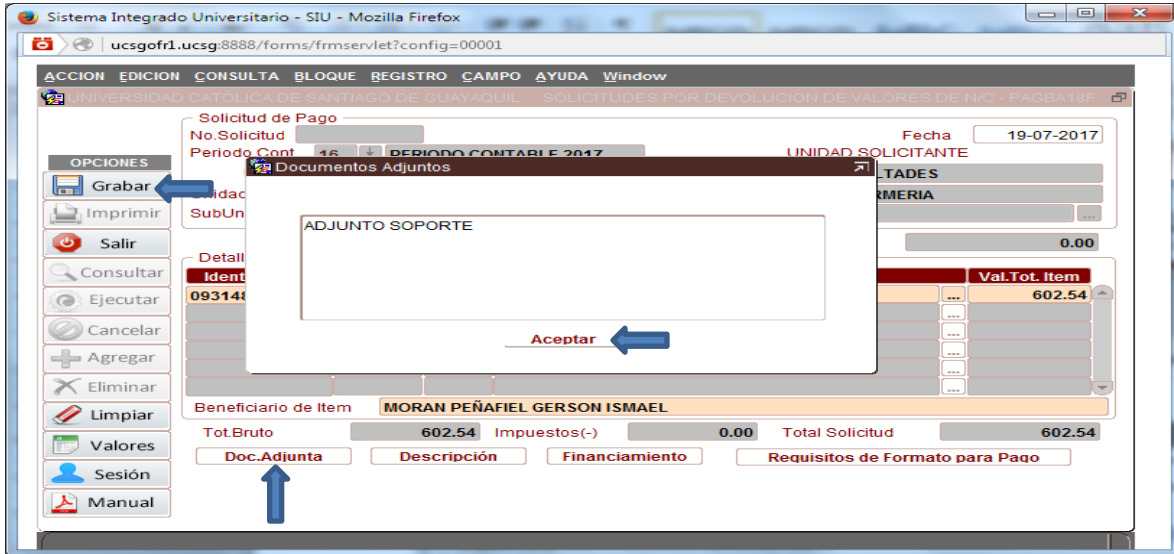 Sistema Integrado Universitario - SIU - Mozilla Firefox
ucsgofr1.ucsg:8888/forms/frmservlet?config=00001
ACCION EDICION CONSULTA BLOQUE REGISTRO CAMPO AYUDA Window
UNIVERSIDAD CATOLICA DE SANTIAGO DE GUAYAQUIL SOLICITUDES POR DEVOLUCION DE VALORES DE N/C - PAGBA18F
Solicitud de Pago
No.Solicitud Fecha 19-07-2017
Periodo Cont. 16 PERIODO CONTABLE 2017 UNIDAD SOLICITANTE
OPCIONES
Documentos Adjuntos
Grabar
Imprimir
SubUn
ADJUNTO SOPORTE
Salir
0.00
Detall
Consultar
Ident
Val.Tot. Item
Ejecutar
09314
602.54
Cancelar
Aceptar
Agregar
Eliminar
Beneficiario de Item MORAN PEÑAFIEL GERSON ISMAEL
Limpiar
Tot.Bruto 602.54 Impuestos(-) 0.00 Total Solicitud 602.54
Valores
Doc.Adjunta Descripción Financiamiento Requisitos de Formato para Pago
Sesión
Manual